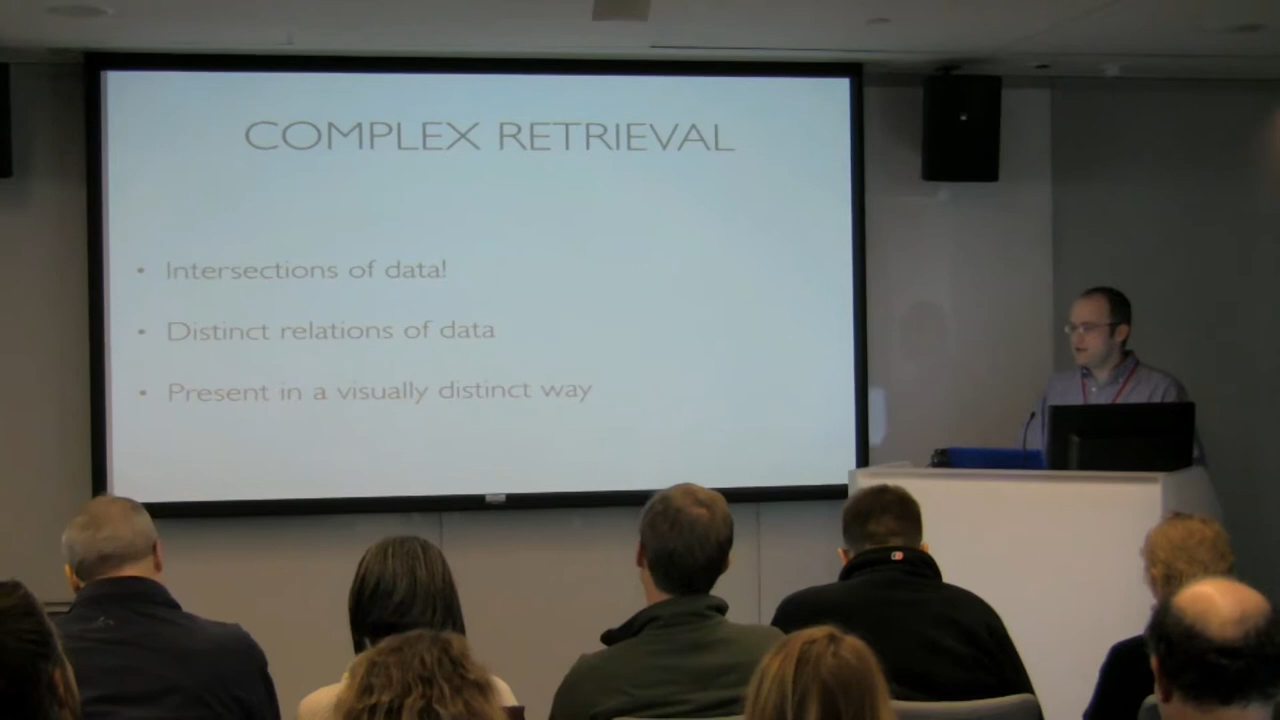 COMPLEX RETRIEVAL
• Intersections of data!
• Distinct relations of data
• Present in a visually distinct way